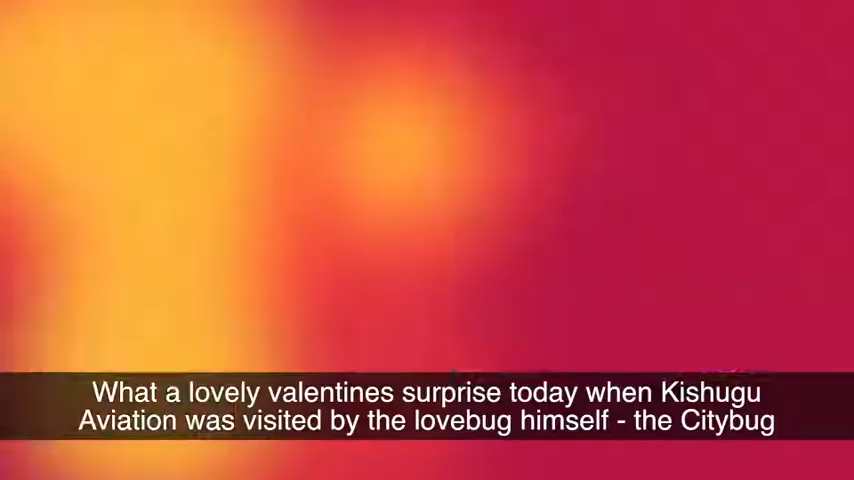 What a lovely valentines surprise today when Kishugu
Aviation was visited by the lovebug himself - the Citybug